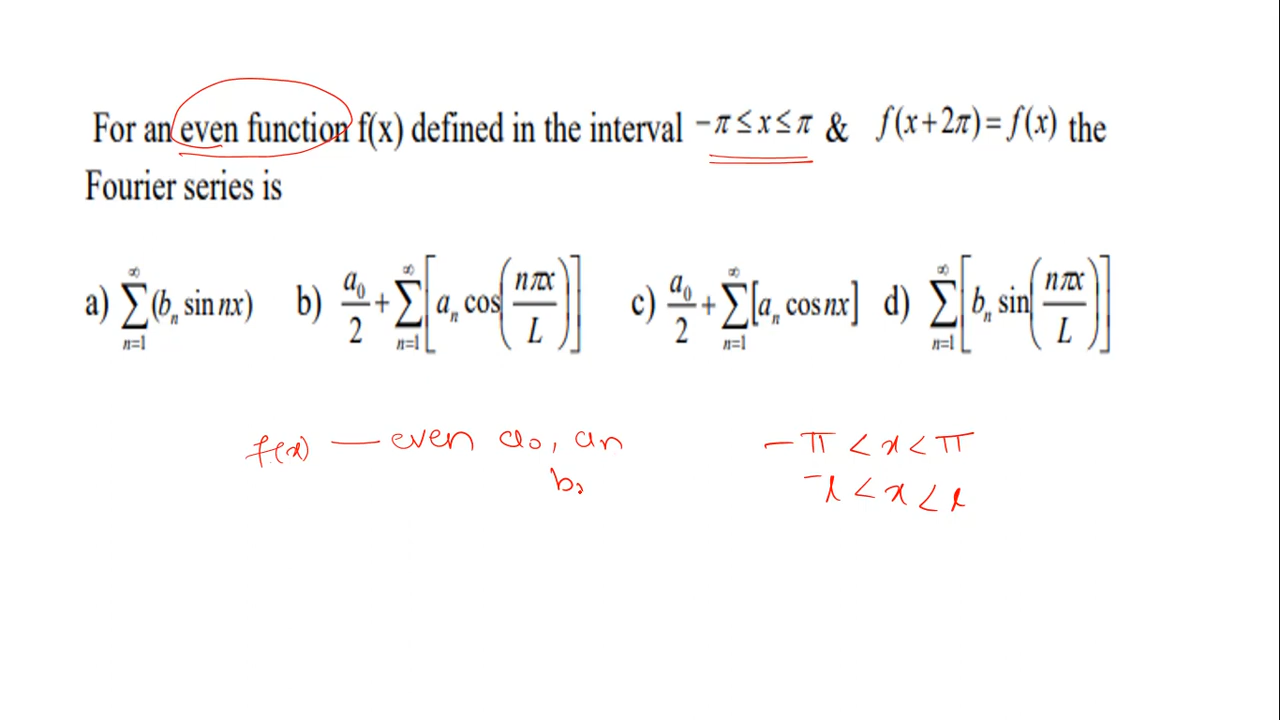 For an even function f(x) defined in the interval −π ≤ x ≤ π & f(x+2π) = f(x) the
Fourier series is
a) ∑_{n=1}^{∞} (b_n sin nx) b) a_0/2 + ∑_{n=1}^{∞} [a_n cos(nπx/L)] c) a_0/2 + ∑_{n=1}^{∞} [a_n cos nx] d) ∑_{n=1}^{∞} [b_n sin(nπx/L)]
f(x) — even a0, an −π < x < π
−l < x < l